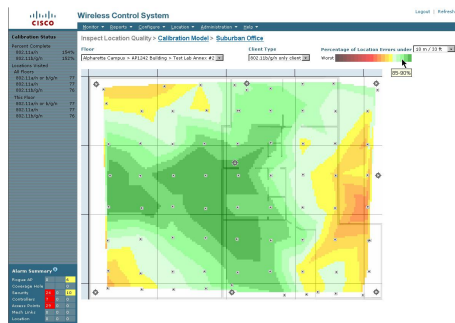 Logout | Refresh
CISCO
Wireless Control System
Monitor Reports Configure Location Administration Help
Calibration Status
Inspect Location Quality > Calibration Model > Suburban Office
Percent Complete
802.11a/n 194%
802.11b/g/n 192%
Locations Visited
All Floors
802.11a/n or b/g/n 77
802.11a/n 77
802.11b/g/n 76
This Floor
802.11a/n or b/g/n 77
802.11a/n 77
802.11b/g/n 76
Floor
Client Type
Percentage of Location Errors under 10 m / 33 ft
Alpharetta Campus > AP1242 Building > Test Lab Annex #2
802.11b/g/n only client
Worst
85-90%
Alarm Summary
Rogue AP
Coverage Hole
Security
Controllers
Access Points
Mesh Links
Location